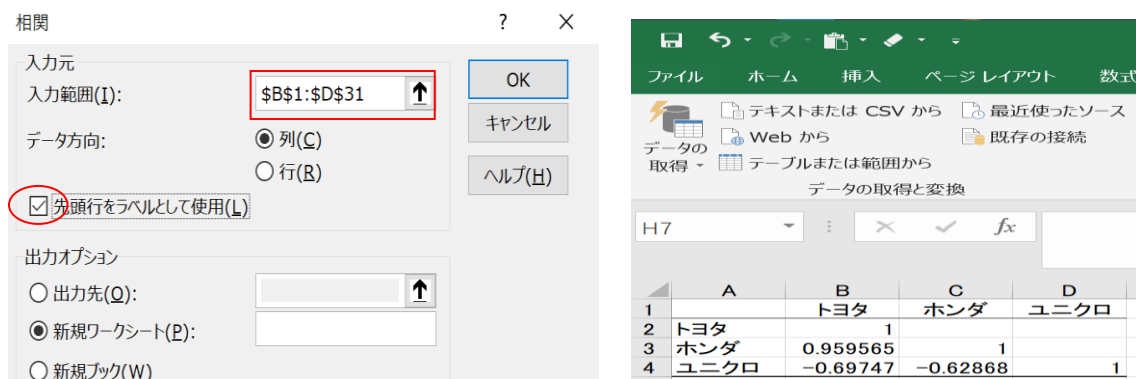 相関
? ×
入力元
入力範囲(I): $B$1:$D$31
データ方向: 列(C)
行(R)
先頭行をラベルとして使用(L)
出力オプション
出力先(O):
新規ワークシート(P):
新規ブック(W)
OK
キャンセル
ヘルプ(H)
ファイル ホーム 挿入 ページ レイアウト 数式
データの取得
テキストまたは CSV から
Web から
テーブルまたは範囲から
最近使ったソース
既存の接続
データの取得と変換
H7 fx
A B C D
1 トヨタ ホンダ ユニクロ
2 トヨタ 1
3 ホンダ 0.959565 1
4 ユニクロ -0.69747 -0.62868 1